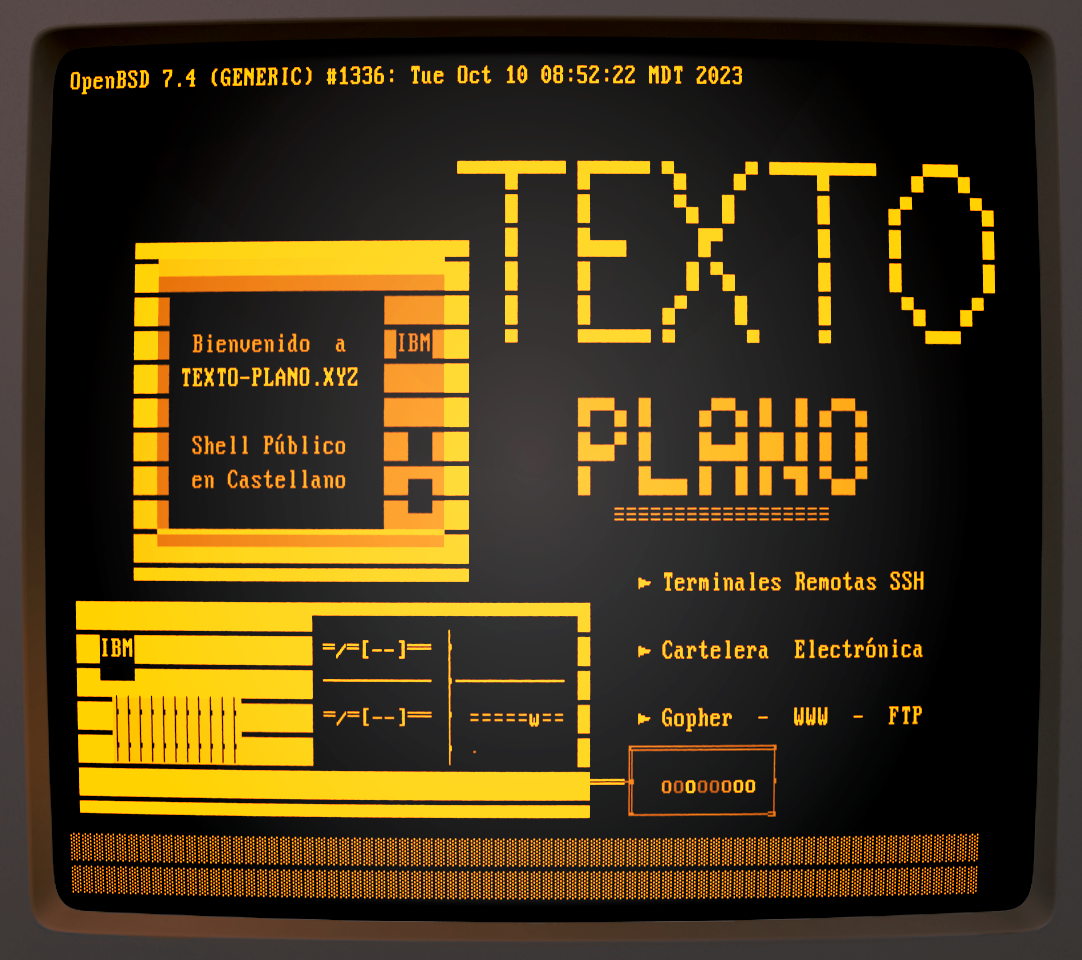 OpenBSD 7.4 (GENERIC) #1336: Tue Oct 10 08:52:22 MDT 2023
TEXTO
PLANO
Bienvenido a
IBM
TEXTO-PLANO.XYZ
Shell Público
en Castellano
► Terminales Remotas SSH
► Cartelera Electrónica
► Gopher - WWW - FTP
IBM
=/=[--]==
=/=[--]==
=====w==
oooooooo